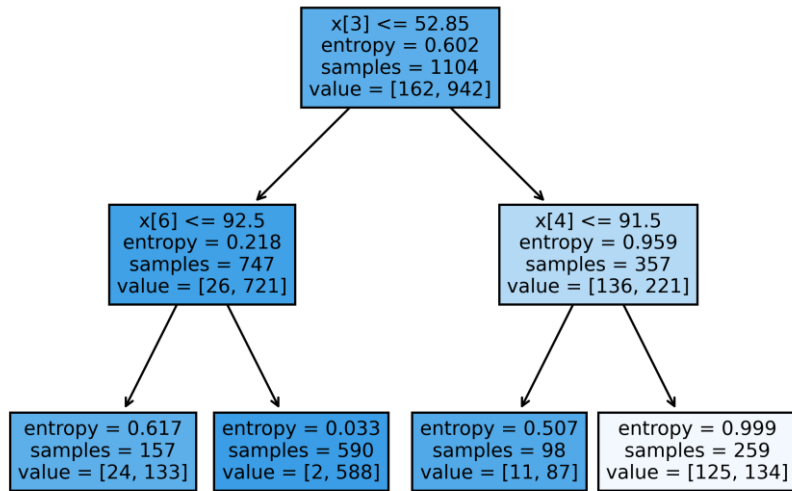 x[3] <= 52.85
entropy = 0.602
samples = 1104
value = [162, 942]
x[6] <= 92.5
entropy = 0.218
samples = 747
value = [26, 721]
x[4] <= 91.5
entropy = 0.959
samples = 357
value = [136, 221]
entropy = 0.617
samples = 157
value = [24, 133]
entropy = 0.033
samples = 590
value = [2, 588]
entropy = 0.507
samples = 98
value = [11, 87]
entropy = 0.999
samples = 259
value = [125, 134]